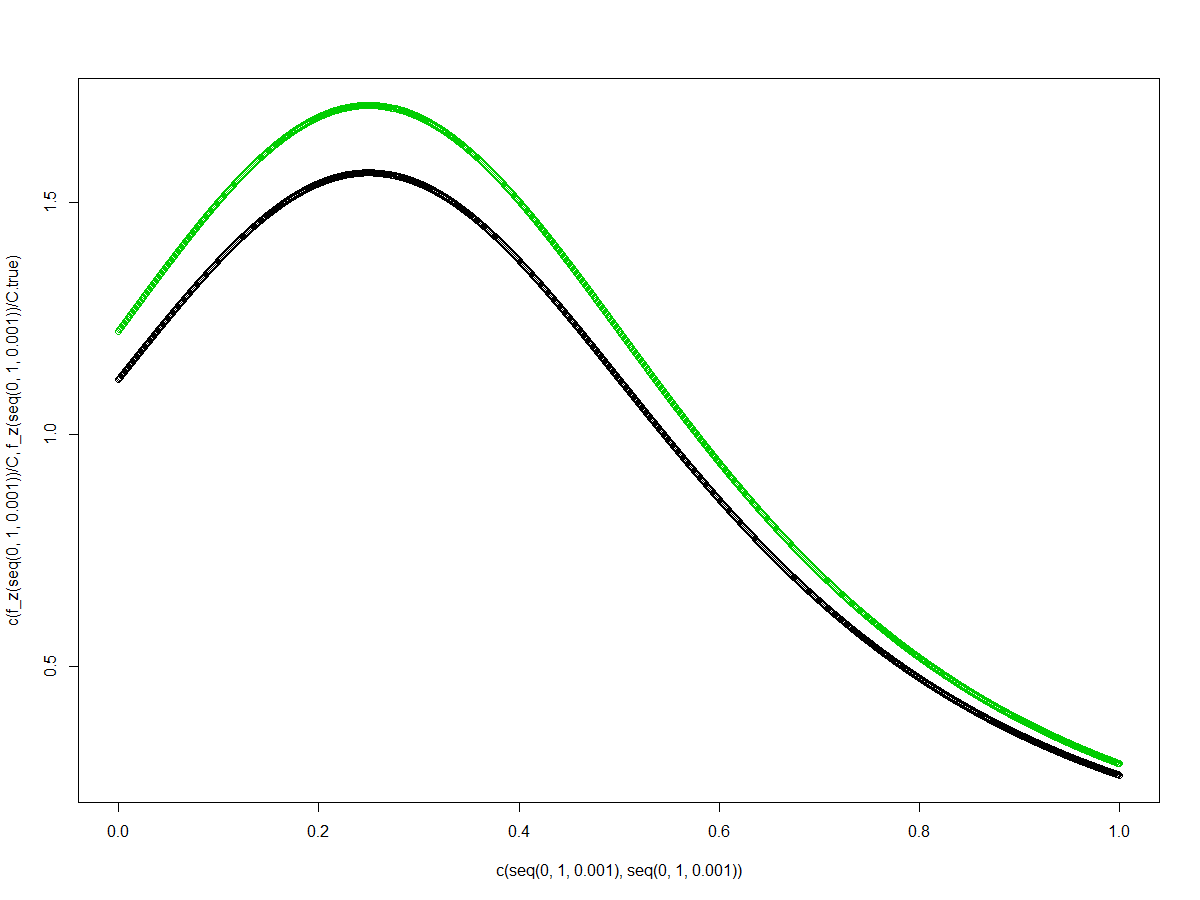 c(f_z(seq(0, 1, 0.001))/C, f_z(seq(0, 1, 0.001))/C.true)
1.5
1.0
0.5
0.0 0.2 0.4 0.6 0.8 1.0
c(seq(0, 1, 0.001), seq(0, 1, 0.001))